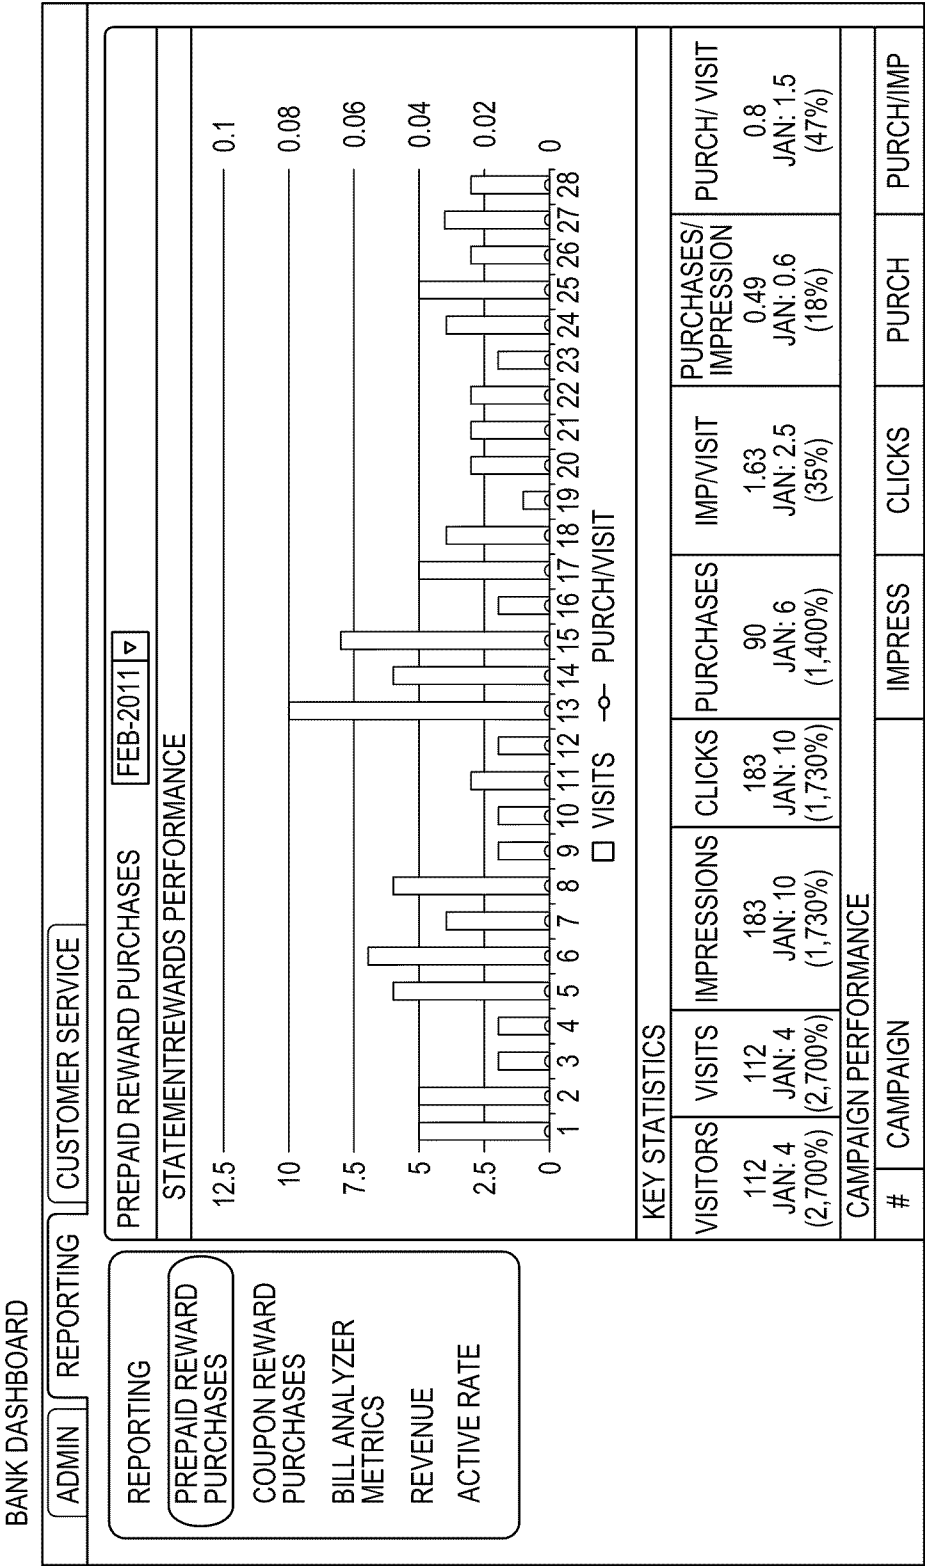 BANK DASHBOARD
ADMIN
REPORTING
CUSTOMER SERVICE
REPORTING
PREPAID REWARD
PURCHASES
COUPON REWARD
PURCHASES
BILL ANALYZER
METRICS
REVENUE
ACTIVE RATE
PREPAID REWARD PURCHASES
FEB-2011
STATEMENTREWARDS PERFORMANCE
12.5
10
7.5
5
2.5
0
0.1
0.08
0.06
0.04
0.02
0
1 2 3 4 5 6 7 8 9 10 11 12 13 14 15 16 17 18 19 20 21 22 23 24 25 26 27 28
VISITS
PURCH/VISIT
KEY STATISTICS
VISITORS
112
JAN: 4
(2,700%)
VISITS
112
JAN: 4
(2,700%)
IMPRESSIONS
183
JAN: 10
(1,730%)
CLICKS
183
JAN: 10
(1,730%)
PURCHASES
90
JAN: 6
(1,400%)
IMP/VISIT
1.63
JAN: 2.5
(35%)
PURCHASES/
IMPRESSION
0.49
JAN: 0.6
(18%)
PURCH/ VISIT
0.8
JAN: 1.5
(47%)
CAMPAIGN PERFORMANCE
# CAMPAIGN IMPRESS CLICKS PURCH PURCH/IMP